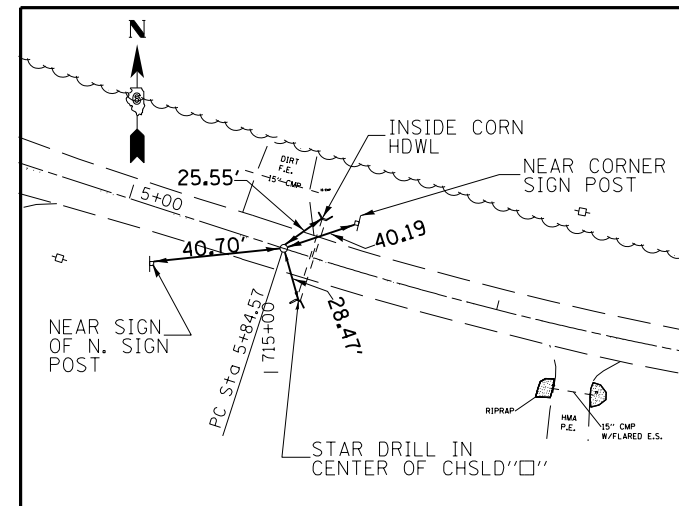 N
INSIDE CORN
HDWL
DIRT
F.E.
15" CMP
NEAR CORNER
SIGN POST
25.55'
5+00
40.19
40.70'
NEAR SIGN
OF N. SIGN
POST
28.47'
PC Sta 5+84.57
715+00
RIPRAP
HMA
P.E.
15" CMP
W/FLARED E.S.
STAR DRILL IN
CENTER OF CHSLD"□"